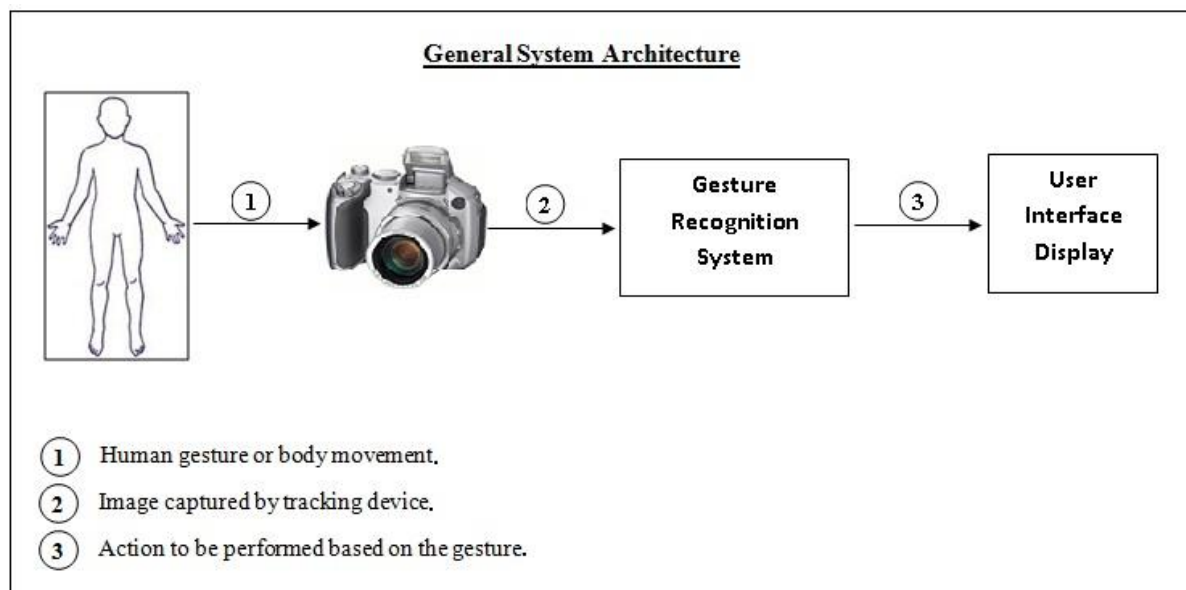 General System Architecture
1
2
3
Gesture
Recognition
System
User
Interface
Display
1 Human gesture or body movement.
2 Image captured by tracking device.
3 Action to be performed based on the gesture.